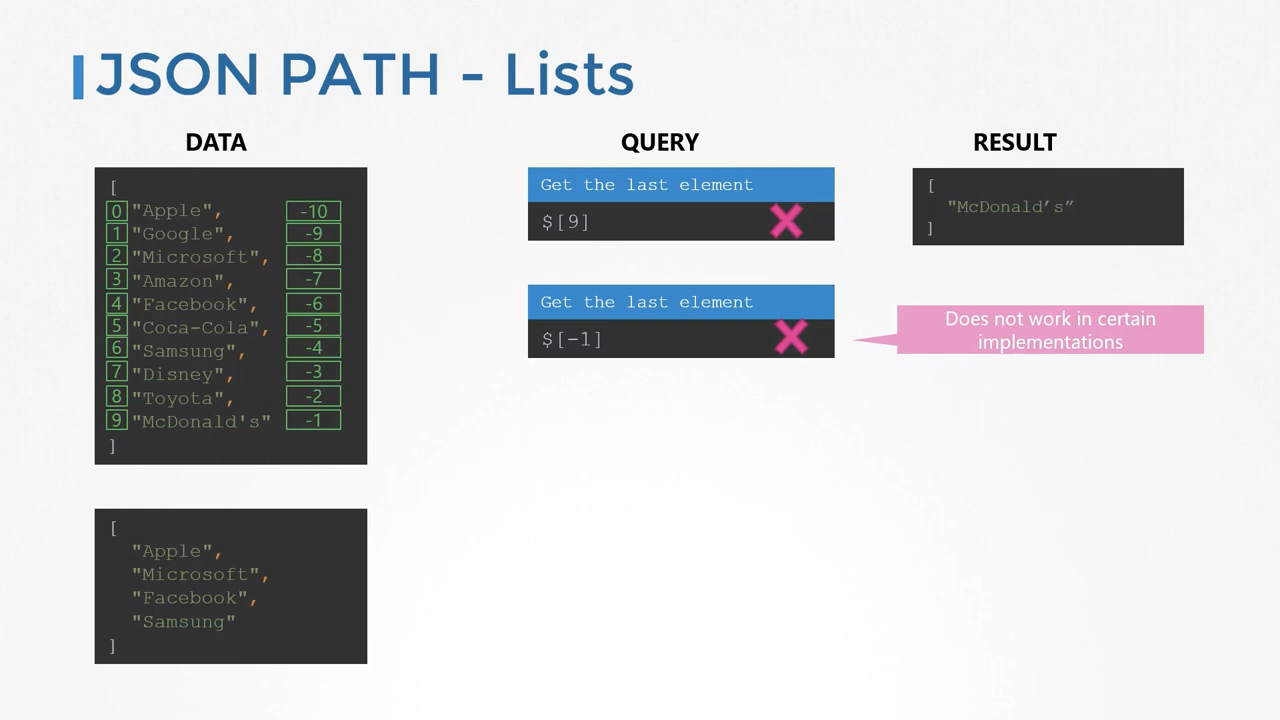 JSON PATH - Lists
DATA
[
0 "Apple", -10
1 "Google", -9
2 "Microsoft", -8
3 "Amazon", -7
4 "Facebook", -6
5 "Coca-Cola", -5
6 "Samsung", -4
7 "Disney", -3
8 "Toyota", -2
9 "McDonald's" -1
]
[
"Apple",
"Microsoft",
"Facebook",
"Samsung"
]
QUERY
Get the last element
$[9]
Get the last element
$[-1]
RESULT
[
"McDonald’s”
]
Does not work in certain
implementations